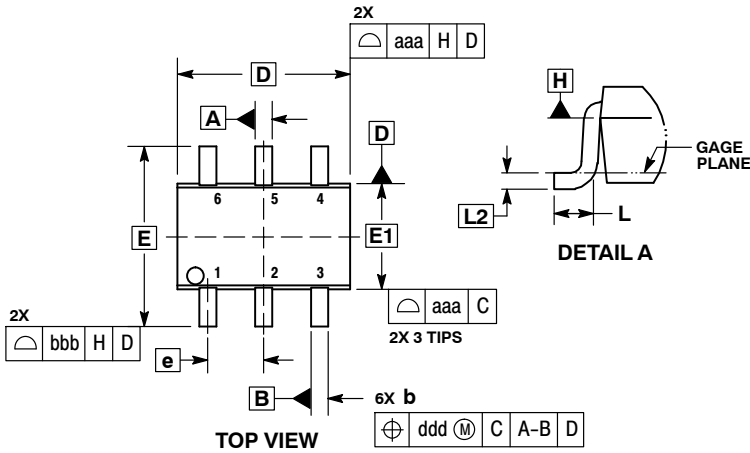 2X
⌓ aaa H D
D
A
D
H
GAGE
PLANE
6 5 4
L2
L
E
E1
DETAIL A
1 2 3
⌓ aaa C
2X 3 TIPS
2X
⌓ bbb H D
e
B
6X b
⌖ ddd Ⓜ C A–B D
TOP VIEW